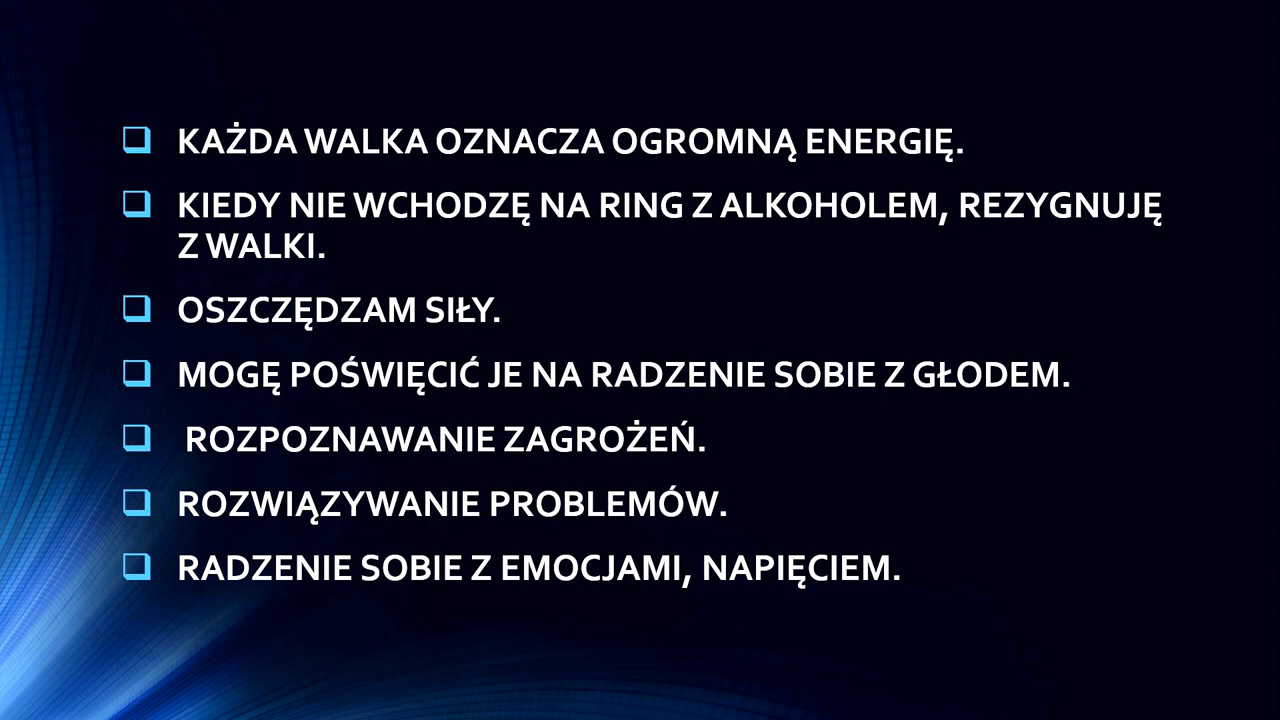 KAŻDA WALKA OZNACZA OGROMNĄ ENERGIĘ.
KIEDY NIE WCHODZĘ NA RING Z ALKOHOLEM, REZYGNUJĘ
Z WALKI.
OSZCZĘDZAM SIŁY.
MOGĘ POŚWIĘCIĆ JE NA RADZENIE SOBIE Z GŁODEM.
ROZPOZNAWANIE ZAGROŻEŃ.
ROZWIĄZYWANIE PROBLEMÓW.
RADZENIE SOBIE Z EMOCJAMI, NAPIĘCIEM.